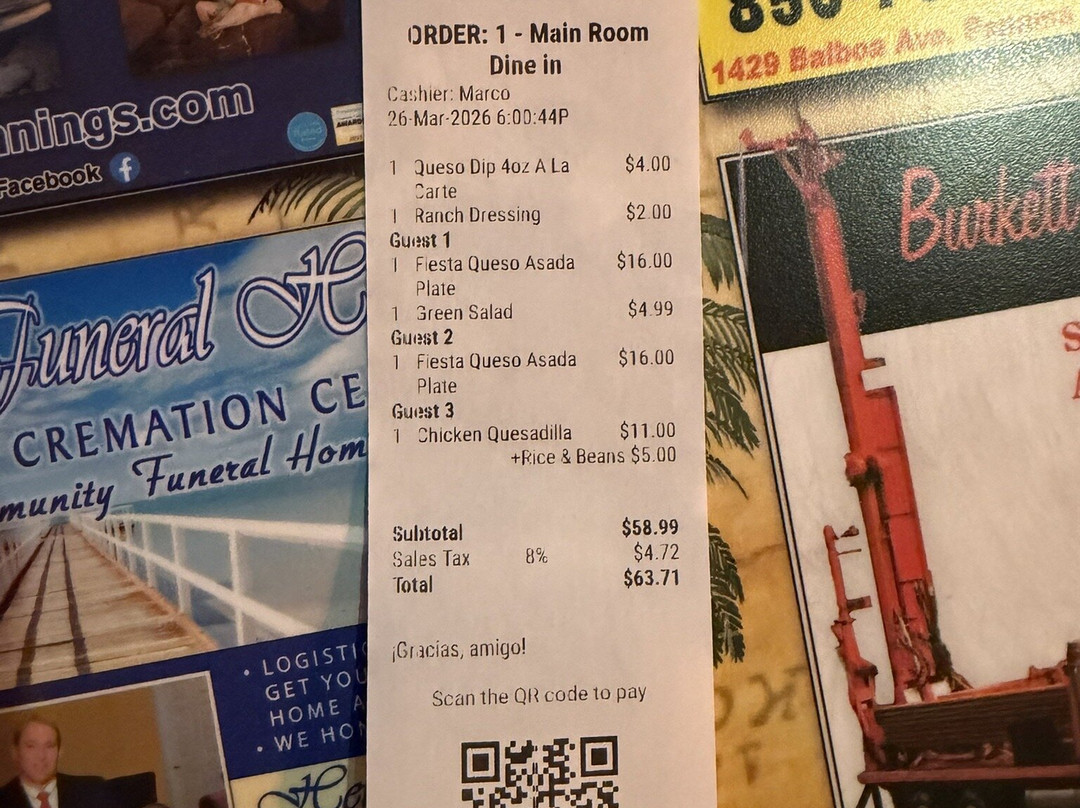 ORDER: 1 - Main Room
Dine in
Cashier: Marco
26-Mar-2026 6:00:44P
1 Queso Dip 4oz A La $4.00
Carte
1 Ranch Dressing $2.00
Guest 1
1 Fiesta Queso Asada $16.00
Plate
1 Green Salad $4.99
Guest 2
1 Fiesta Queso Asada $16.00
Plate
Guest 3
1 Chicken Quesadilla $11.00
+Rice & Beans $5.00
Subtotal $58.99
Sales Tax 8% $4.72
Total $63.71
¡Gracias, amigo!
Scan the QR code to pay
nnings.com
Facebook
Funeral H
CREMATION CE
munity Funeral Hom
• LOGISTI
GET YOU
HOME A
• WE HO
He
850
1429 Balboa Ave. Panama
Burkett